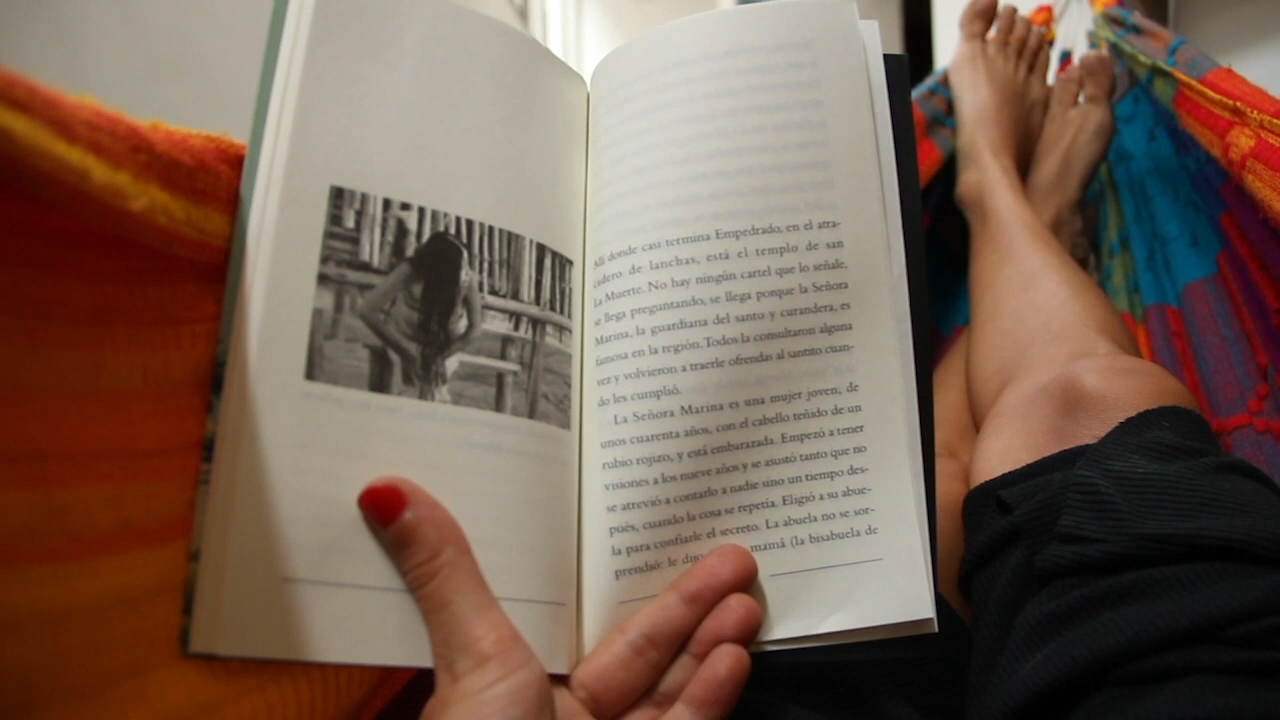 Allí donde casi termina Empedrado, en el atra-
cadero de lanchas, está el templo de san
La Muerte. No hay ningún cartel que lo señale,
se llega preguntando, se llega porque la Señora
Marina, la guardiana del santo y curandera, es
famosa en la región. Todos la consultaron alguna
vez y volvieron a traerle ofrendas al santito cuan-
do les cumplió.
La Señora Marina es una mujer joven, de
unos cuarenta años, con el cabello teñido de un
rubio rojizo, y está embarazada. Empezó a tener
visiones a los nueve años y se asustó tanto que no
se atrevió a contarlo a nadie sino un tiempo des-
pués, cuando la cosa se repetía. Eligió a su abue-
la para confiarle el secreto. La abuela no se sor-
prendió: le dijo mamá (la bisabuela de